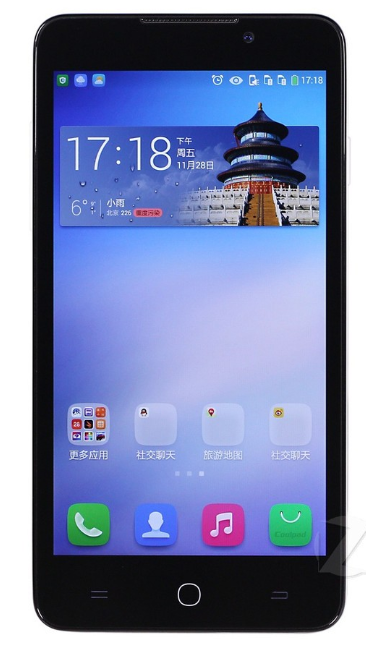 17:18
17:18
下午
周五
11月28日
6°
小雨
北京 226 重度污染
更多应用
社交聊天
旅游地图
社交聊天
Coolpad
Z